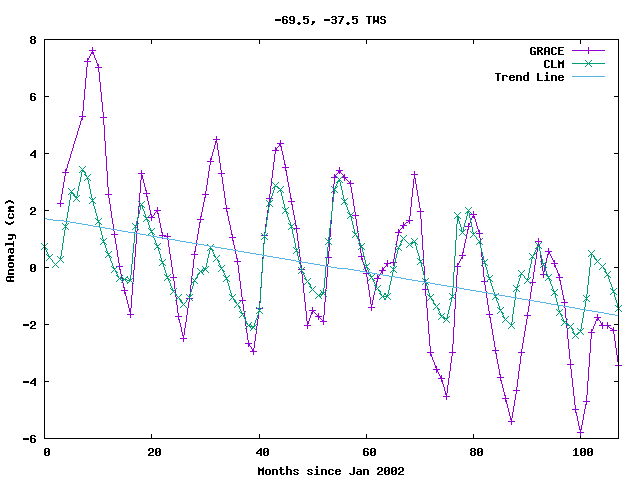 -69.5, -37.5 TWS
GRACE
CLM
Trend Line
8
6
4
2
0
-2
-4
-6
Anomaly (cm)
0 20 40 60 80 100
Months since Jan 2002